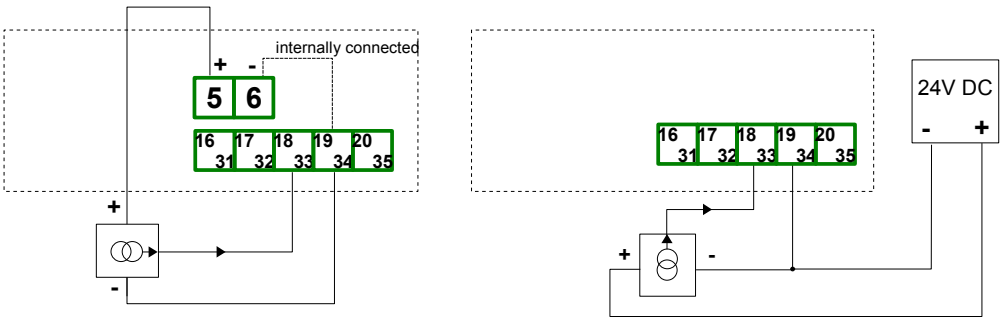 internally connected
+ -
5 6
16 17 18 19 20
31 32 33 34 35
+
-
24V DC
- +
16 17 18 19 20
31 32 33 34 35
+ -